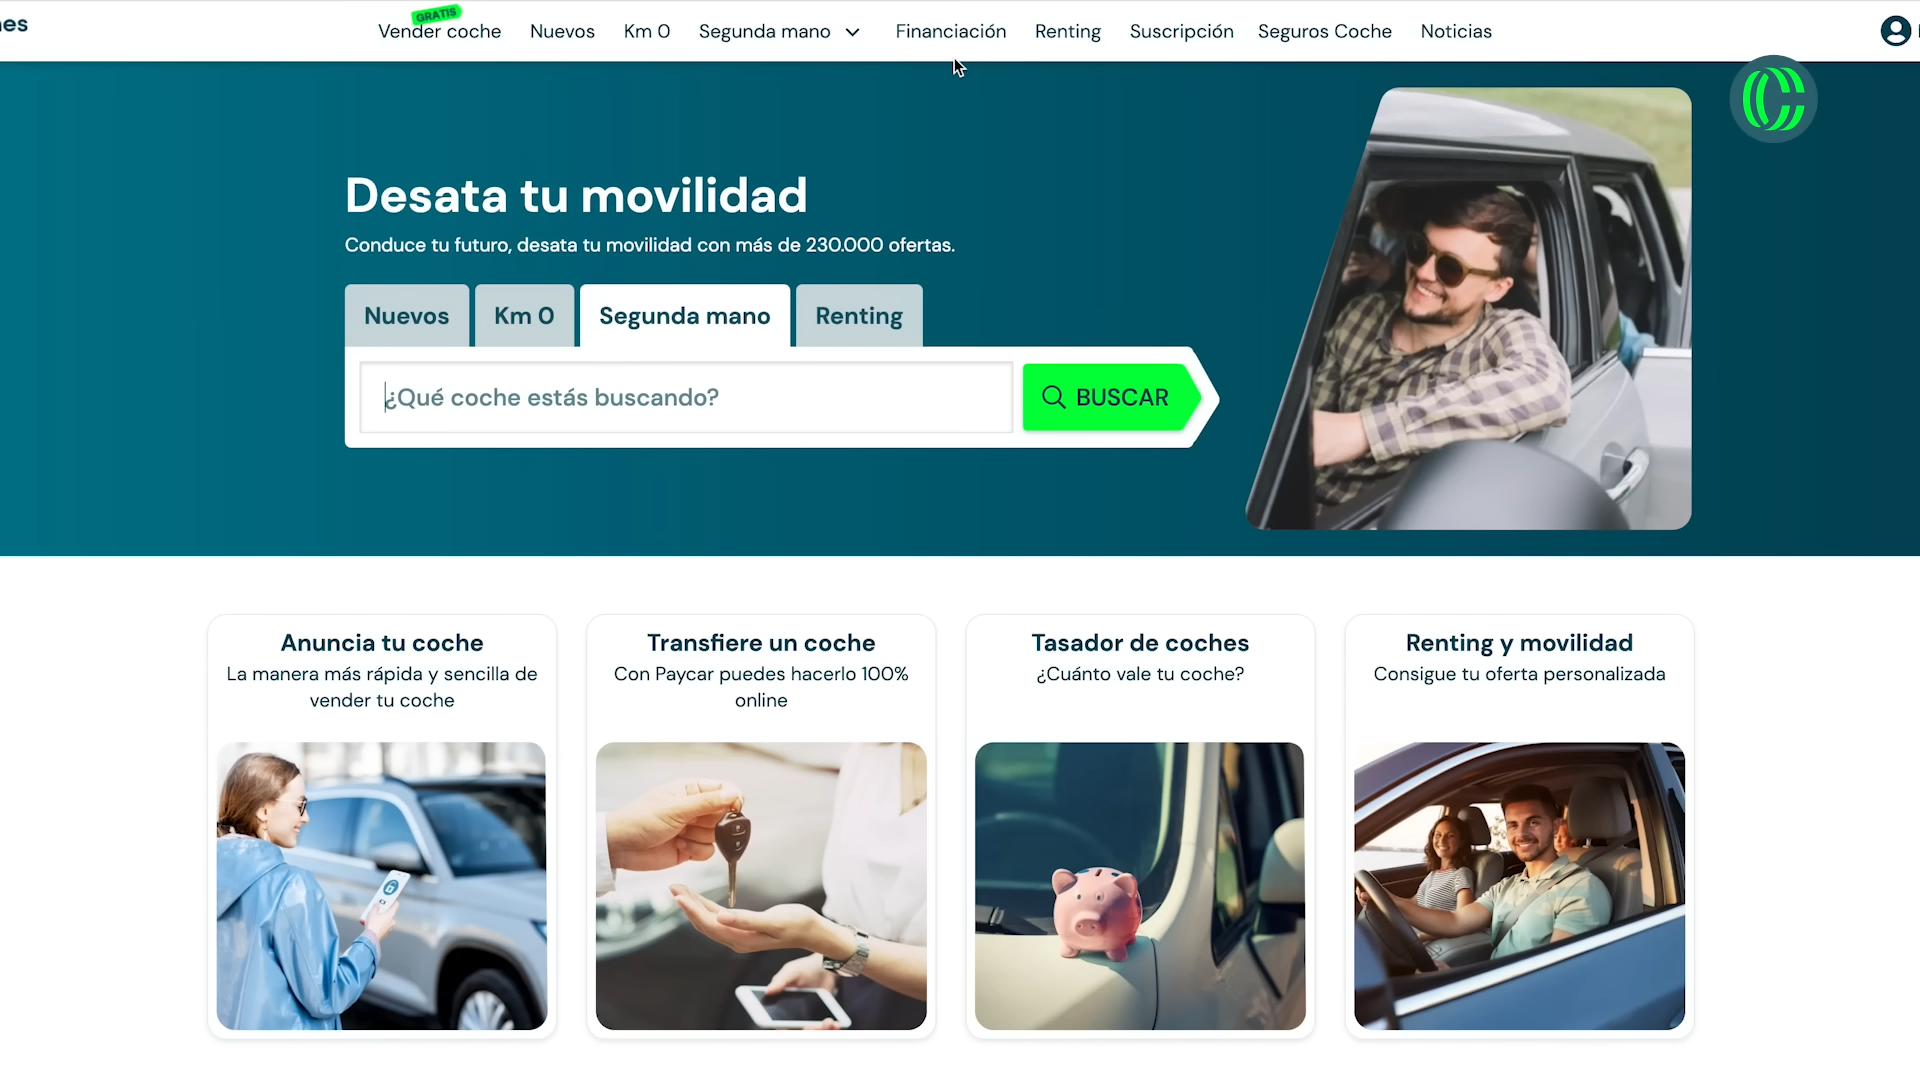 es
GRATIS
Vender coche Nuevos Km 0 Segunda mano Financiación Renting Suscripción Seguros Coche Noticias
Desata tu movilidad
Conduce tu futuro, desata tu movilidad con más de 230.000 ofertas.
Nuevos Km 0 Segunda mano Renting
¿Qué coche estás buscando?
BUSCAR
Anuncia tu coche
La manera más rápida y sencilla de
vender tu coche
Transfiere un coche
Con Paycar puedes hacerlo 100%
online
Tasador de coches
¿Cuánto vale tu coche?
Renting y movilidad
Consigue tu oferta personalizada